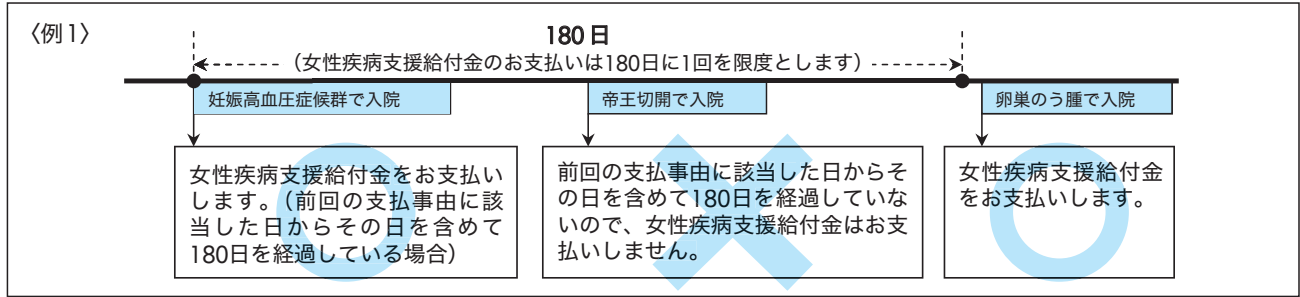 〈例1〉
180日
（女性疾病支援給付金のお支払いは180日に1回を限度とします）
妊娠高血圧症候群で入院
帝王切開で入院
卵巣のう腫で入院
女性疾病支援給付金をお支払い
します。（前回の支払事由に該
当した日からその日を含めて
180日を経過している場合）
前回の支払事由に該当した日からそ
の日を含めて180日を経過していな
いので、女性疾病支援給付金はお支
払いしません。
女性疾病支援給付金
をお支払いします。